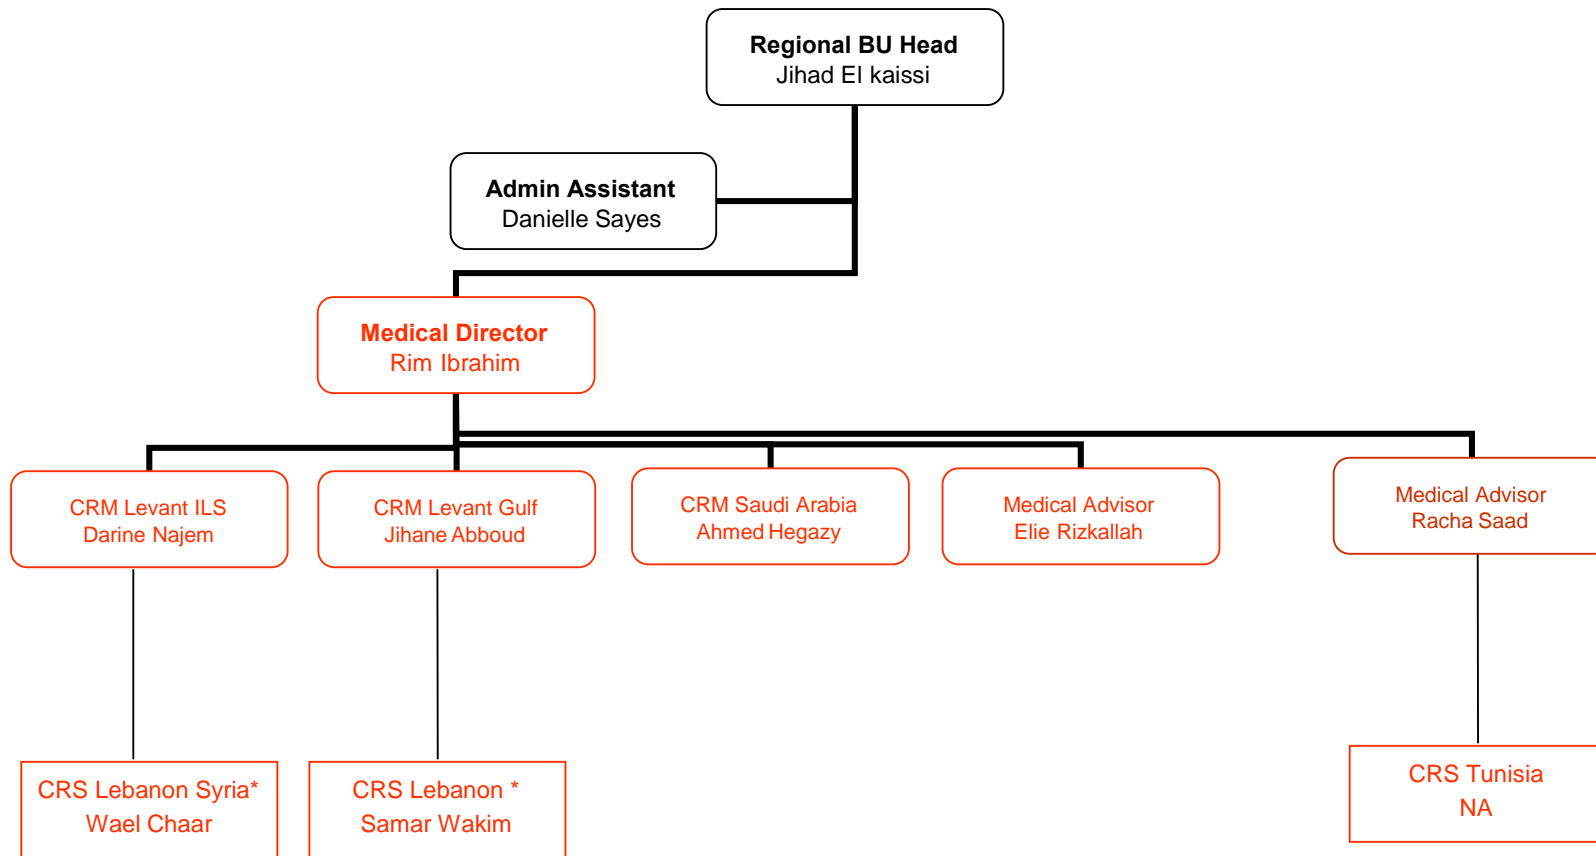 Regional BU Head
Jihad El kaissi
Admin Assistant
Danielle Sayes
Medical Director
Rim Ibrahim
CRM Levant ILS
Darine Najem
CRM Levant Gulf
Jihane Abboud
CRM Saudi Arabia
Ahmed Hegazy
Medical Advisor
Elie Rizkallah
Medical Advisor
Racha Saad
CRS Lebanon Syria*
Wael Chaar
CRS Lebanon *
Samar Wakim
CRS Tunisia
NA